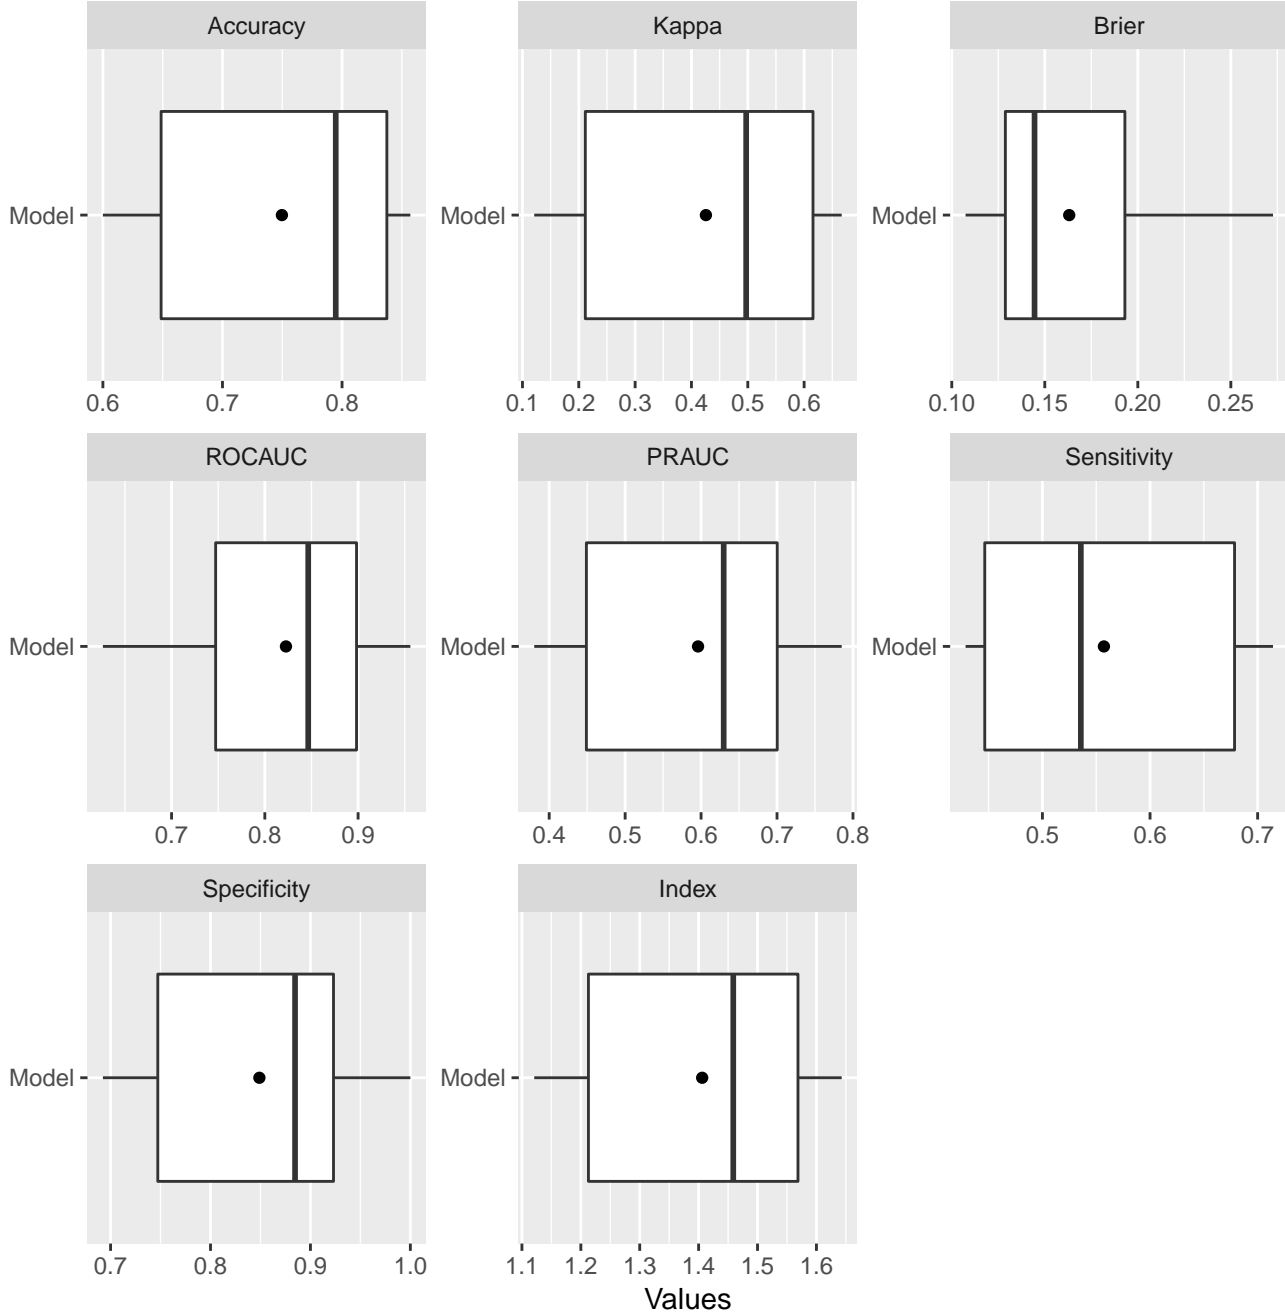 Accuracy Kappa Brier
Model Model Model
0.6 0.7 0.8 0.1 0.2 0.3 0.4 0.5 0.6 0.10 0.15 0.20 0.25
ROCAUC PRAUC Sensitivity
Model Model Model
0.7 0.8 0.9 0.4 0.5 0.6 0.7 0.8 0.5 0.6 0.7
Specificity Index
Model Model
0.7 0.8 0.9 1.0 1.1 1.2 1.3 1.4 1.5 1.6
Values